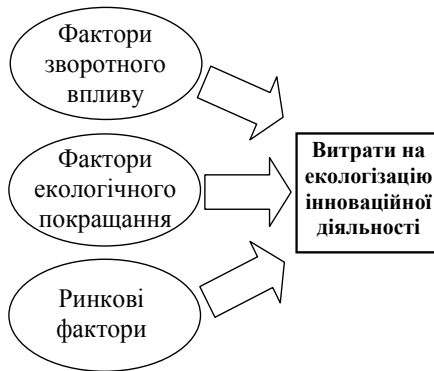 Фактори
зворотного
впливу
Фактори
екологічного
покращання
Ринкові
фактори
Витрати на
екологізацію
інноваційної
діяльності